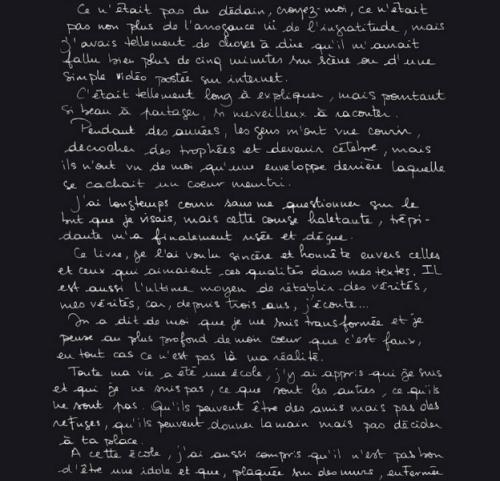 Ce n'était pas du dédain, croyez-moi, ce n'était
pas non plus de l'arrogance ni de l'ingratitude, mais
j'avais tellement de choses à dire qu'il m'aurait
fallu bien plus de cinq minutes sur scène ou d'une
simple vidéo postée sur internet.
C'était tellement long à expliquer, mais pourtant
si beau à partager, si merveilleux à raconter.
Pendant des années, les gens m'ont vue courir,
décrocher des trophées et devenir célèbre, mais
ils n'ont vu de moi qu'une enveloppe derrière laquelle
se cachait un coeur meurtri.
J'ai longtemps couru sans me questionner sur le
but que je visais, mais cette course haletante, trépi-
dante m'a finalement usée et déçue.
Ce livre, je l'ai voulu sincère et honnête envers celles
et ceux qui aimaient ces qualités dans mes textes. Il
est aussi l'ultime moyen de rétablir des vérités,
mes vérités, car, depuis trois ans, j'écoute...
On a dit de moi que je me suis transformée et je
pense au plus profond de mon coeur que c'est faux,
en tout cas ce n'est pas là ma réalité.
Toute ma vie a été une école, j'y ai appris qui je suis
et qui je ne suis pas, ce que sont les autres, ce qu'ils
ne sont pas. Qu'ils peuvent être des amis mais pas des
refuges, qu'ils peuvent donner la main mais pas décider
à ta place.
A cette école, j'ai aussi compris qu'il n'est pas bon
d'être une idole et que, plaquée sur des murs, enfermée